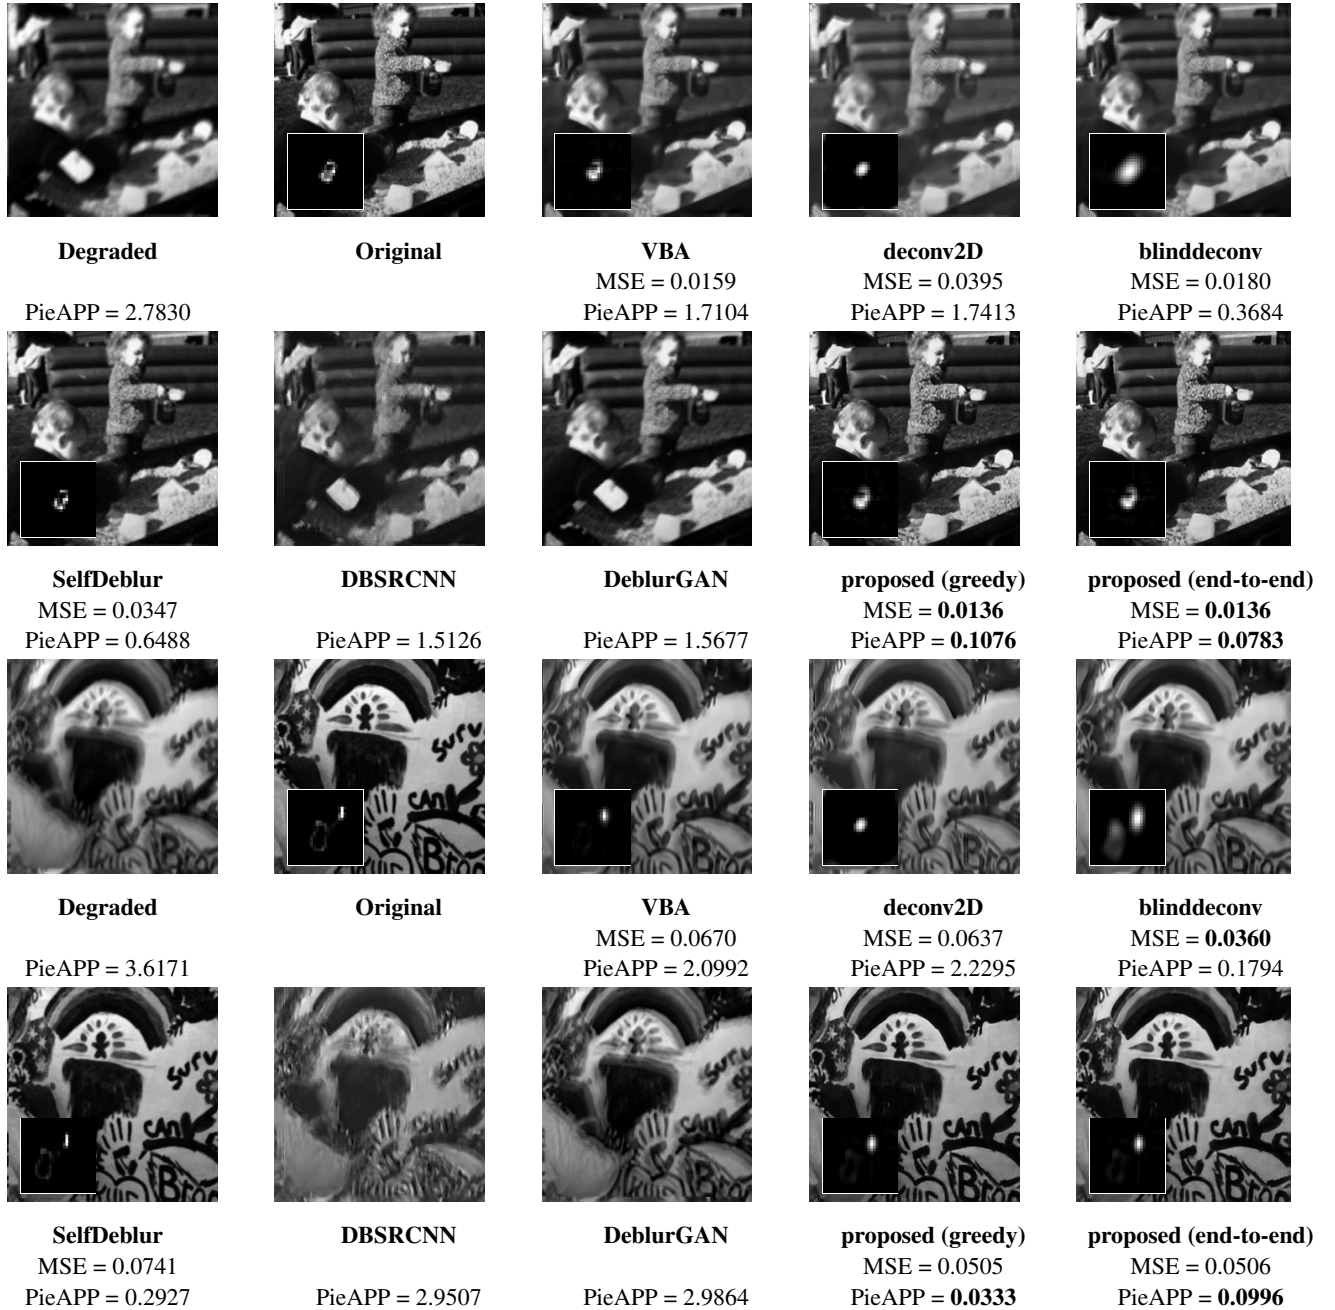 Degraded Original VBA deconv2D blinddeconv
MSE = 0.0159 MSE = 0.0395 MSE = 0.0180
PieAPP = 2.7830 PieAPP = 1.7104 PieAPP = 1.7413 PieAPP = 0.3684
SelfDeblur DBSRCNN DeblurGAN proposed (greedy) proposed (end-to-end)
MSE = 0.0347 MSE = 0.0136 MSE = 0.0136
PieAPP = 0.6488 PieAPP = 1.5126 PieAPP = 1.5677 PieAPP = 0.1076 PieAPP = 0.0783
Surv
CAN
Bro
Degraded Original VBA deconv2D blinddeconv
MSE = 0.0670 MSE = 0.0637 MSE = 0.0360
PieAPP = 3.6171 PieAPP = 2.0992 PieAPP = 2.2295 PieAPP = 0.1794
SelfDeblur DBSRCNN DeblurGAN proposed (greedy) proposed (end-to-end)
MSE = 0.0741 MSE = 0.0505 MSE = 0.0506
PieAPP = 0.2927 PieAPP = 2.9507 PieAPP = 2.9864 PieAPP = 0.0333 PieAPP = 0.0996